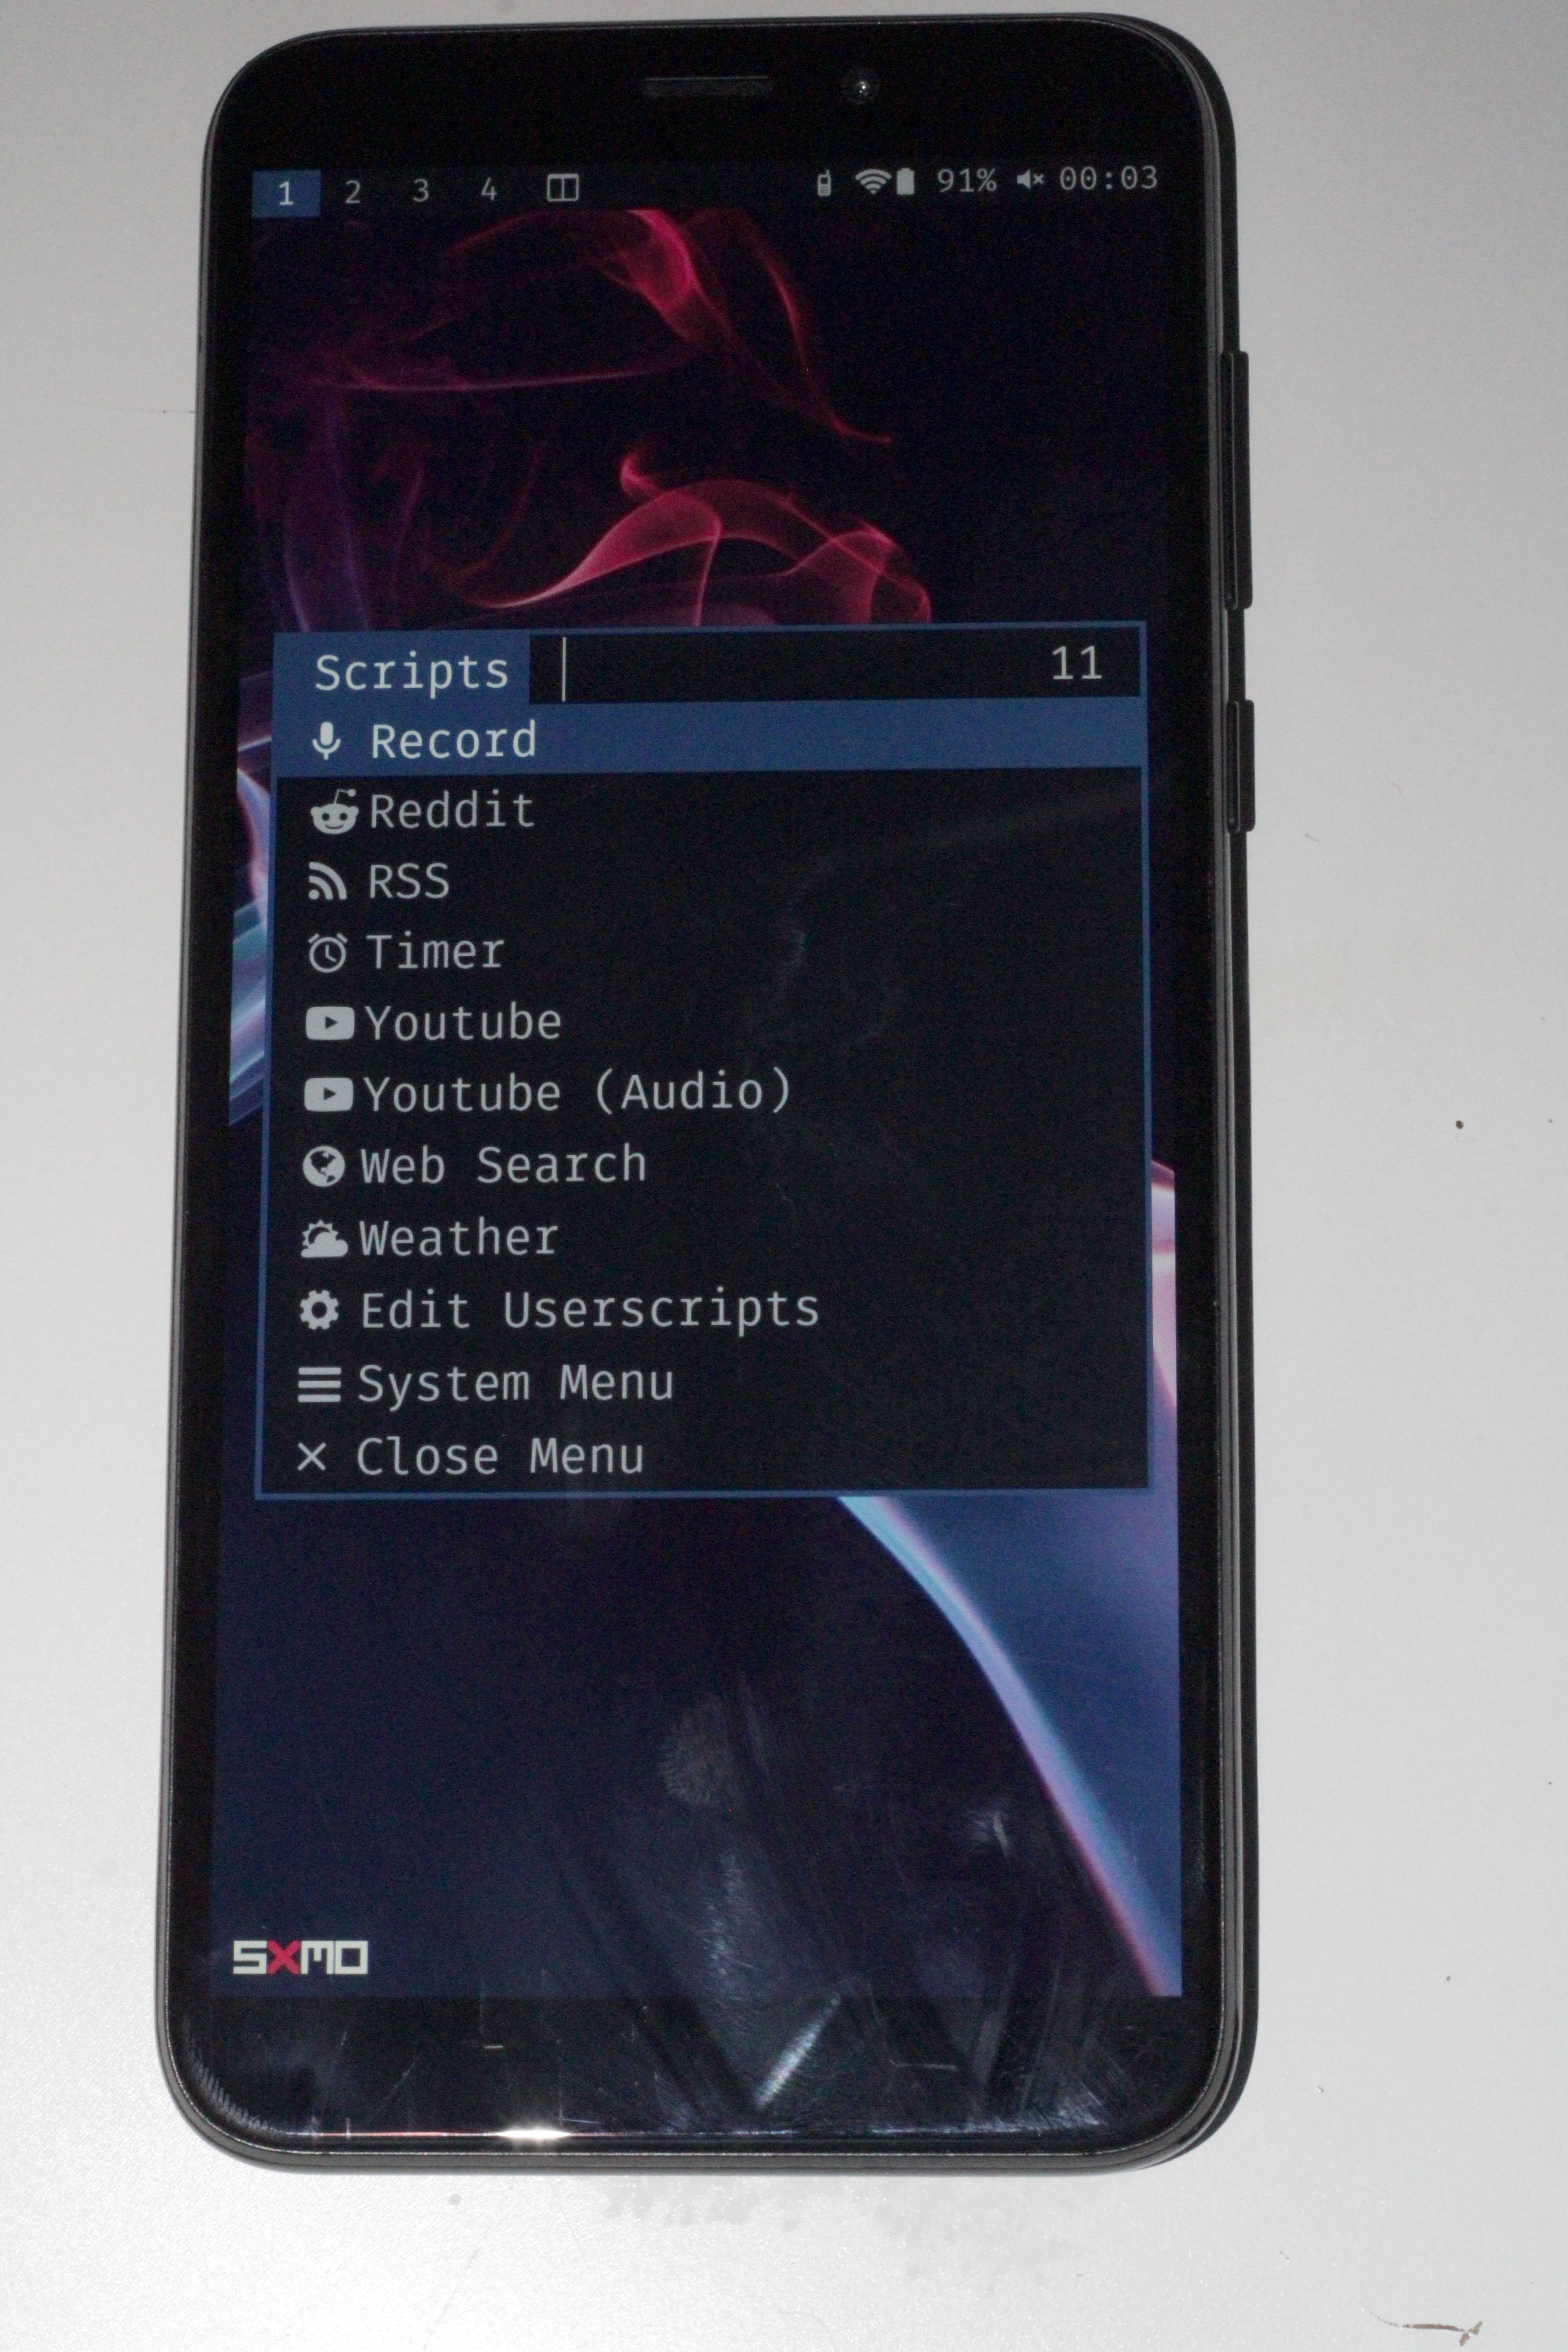 1 2 3 4 91% 00:03
Scripts 11
Record
Reddit
RSS
Timer
Youtube
Youtube (Audio)
Web Search
Weather
Edit Userscripts
System Menu
Close Menu
SXMO